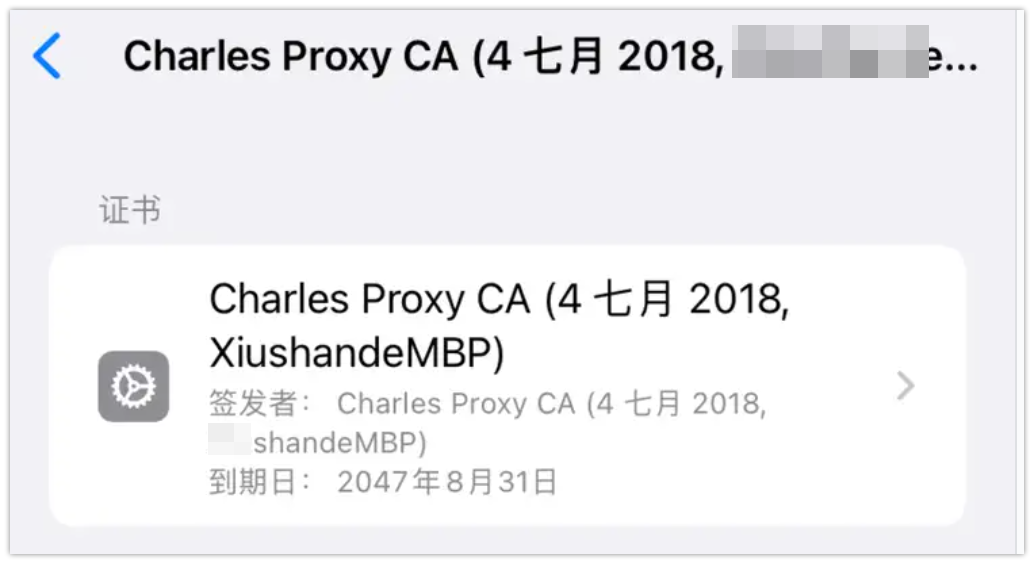 Charles Proxy CA (4 七月 2018, e...
证书
Charles Proxy CA (4 七月 2018,
XiushandeMBP)
签发者： Charles Proxy CA (4 七月 2018,
shandeMBP)
到期日： 2047年8月31日